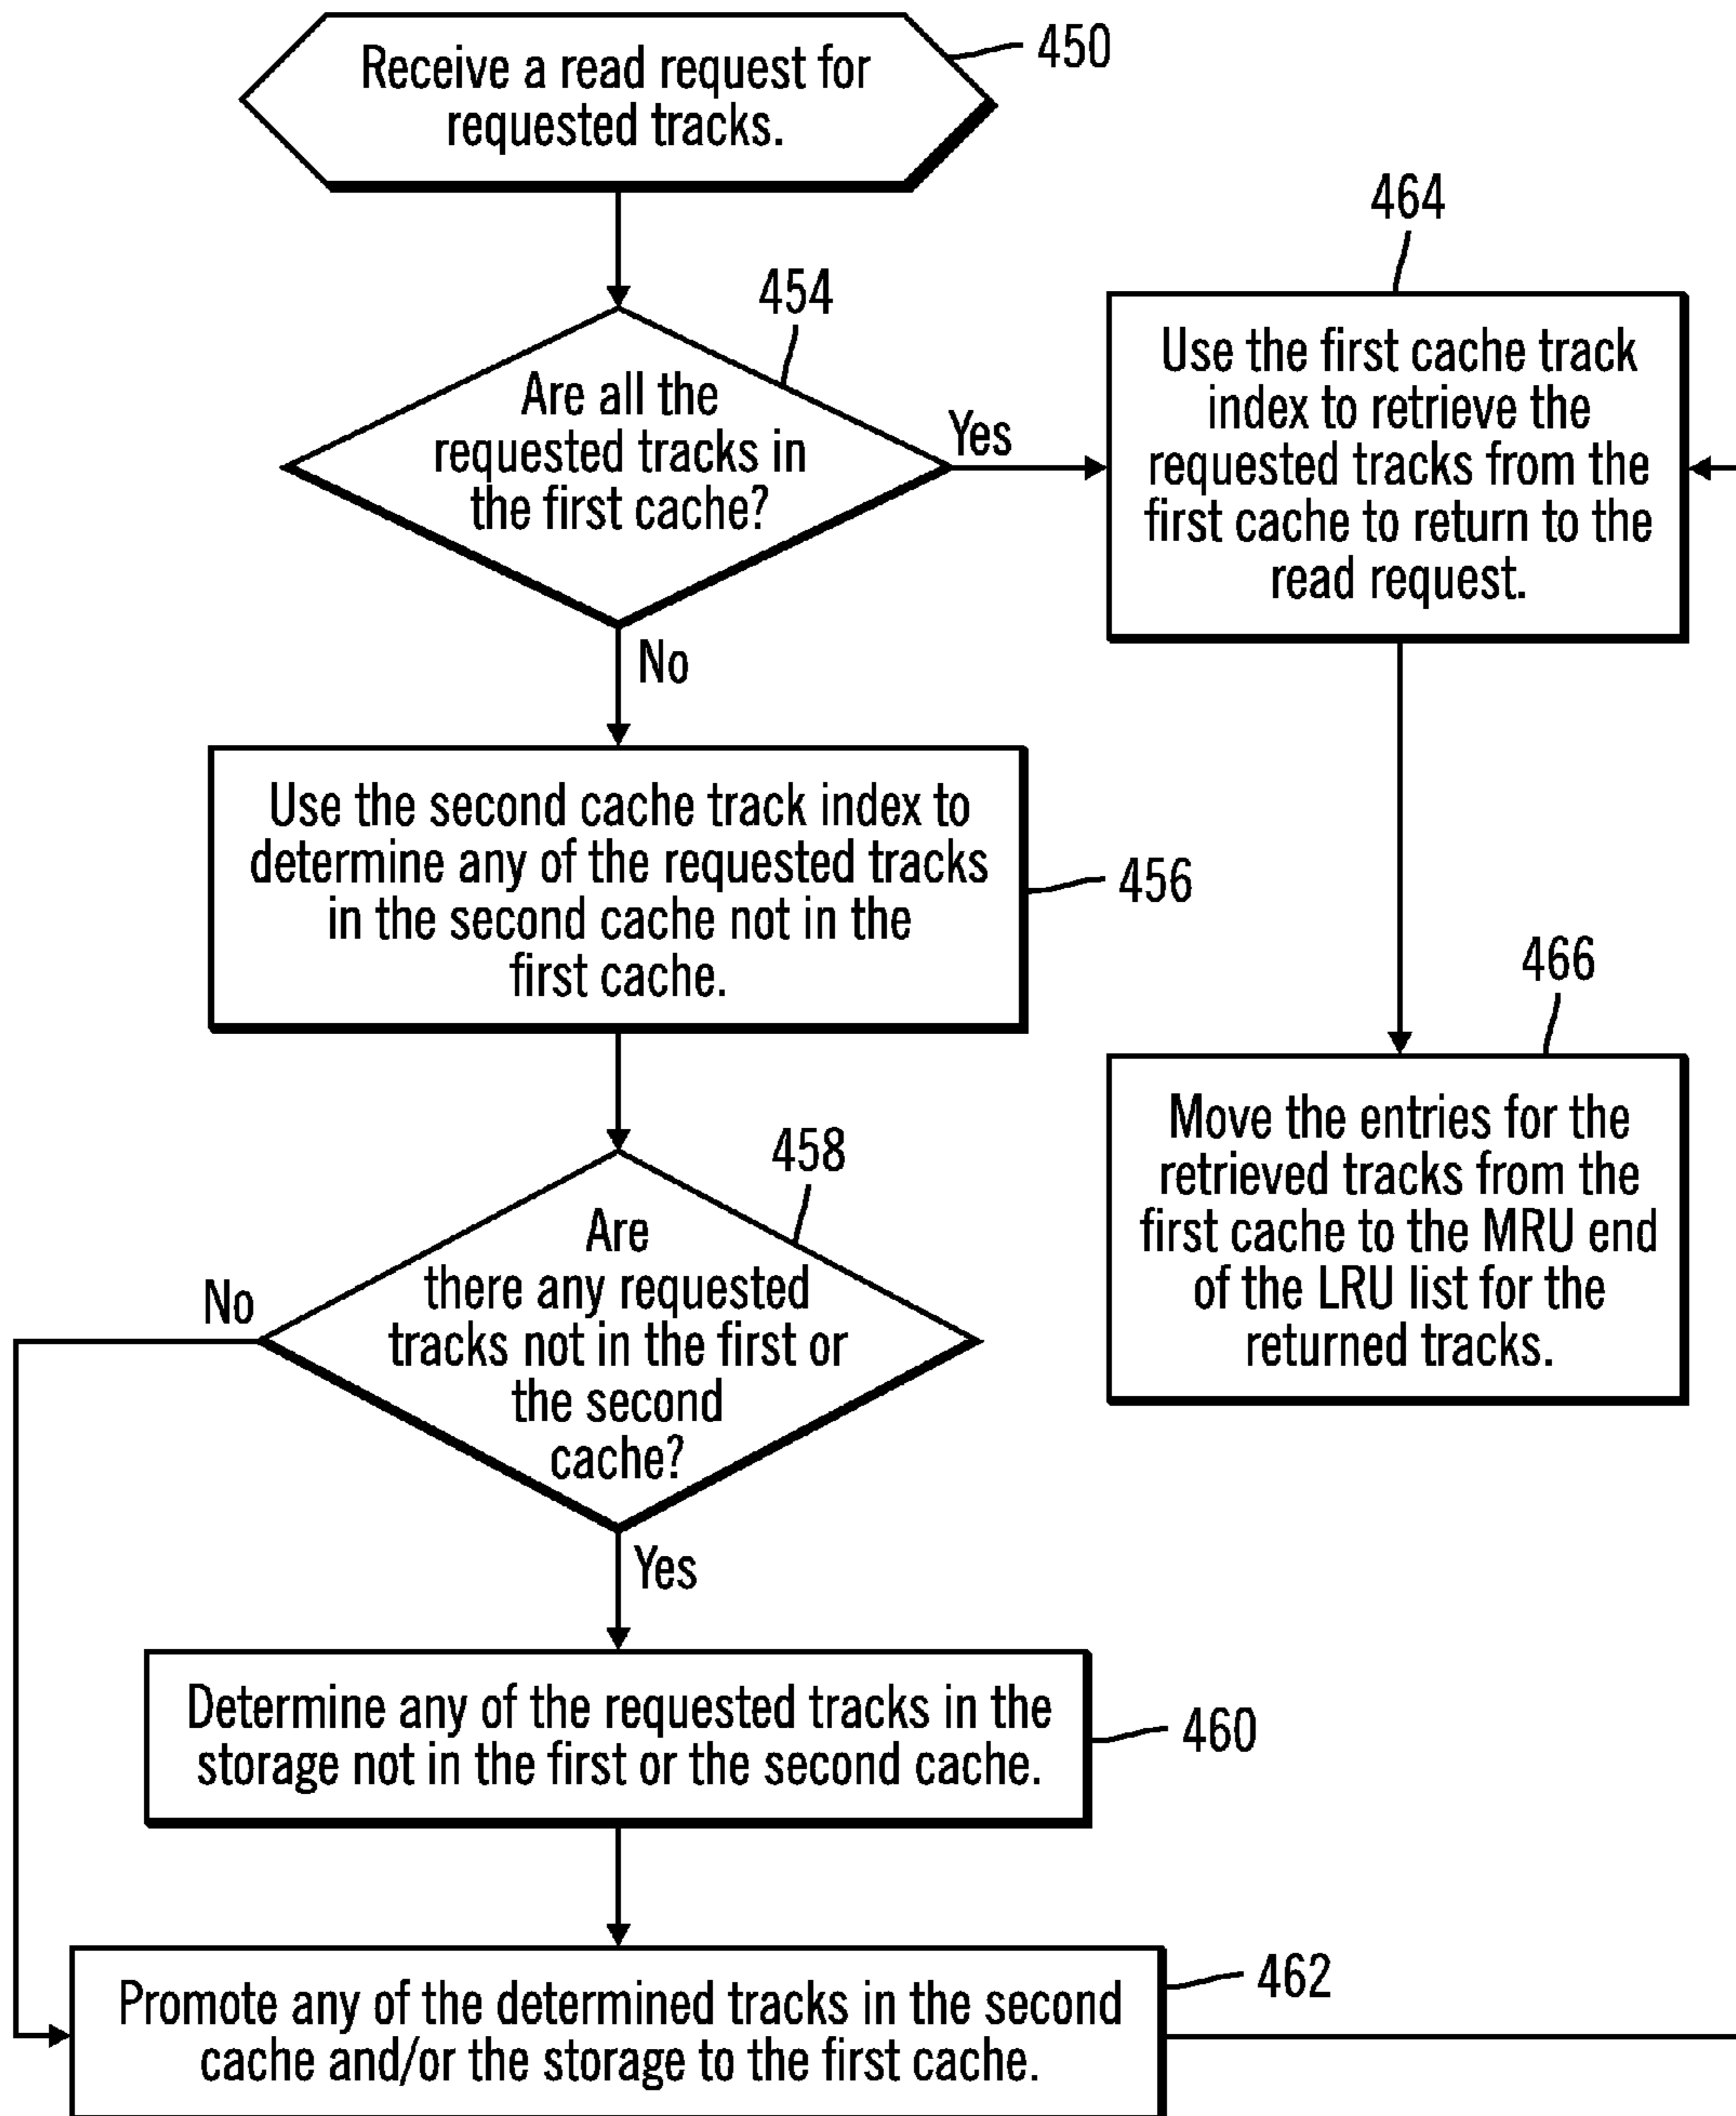 Receive a read request for
requested tracks.
450
454
Are all the
requested tracks in
the first cache?
Yes
No
464
Use the first cache track
index to retrieve the
requested tracks from the
first cache to return to the
read request.
Use the second cache track index to
determine any of the requested tracks
in the second cache not in the
first cache.
456
466
Move the entries for the
retrieved tracks from the
first cache to the MRU end
of the LRU list for the
returned tracks.
458
Are
there any requested
tracks not in the first or
the second
cache?
No
Yes
Determine any of the requested tracks in the
storage not in the first or the second cache.
460
Promote any of the determined tracks in the second
cache and/or the storage to the first cache.
462